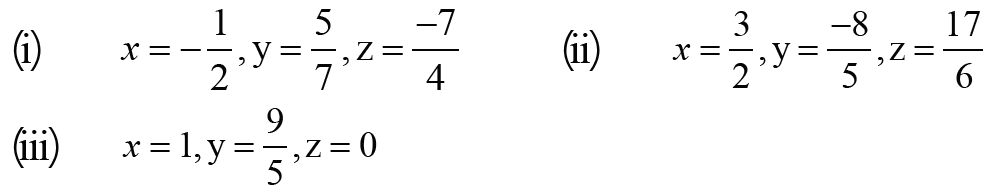 (i) x = -1/2, y = 5/7, z = -7/4 (ii) x = 3/2, y = -8/5, z = 17/6
(iii) x = 1, y = 9/5, z = 0